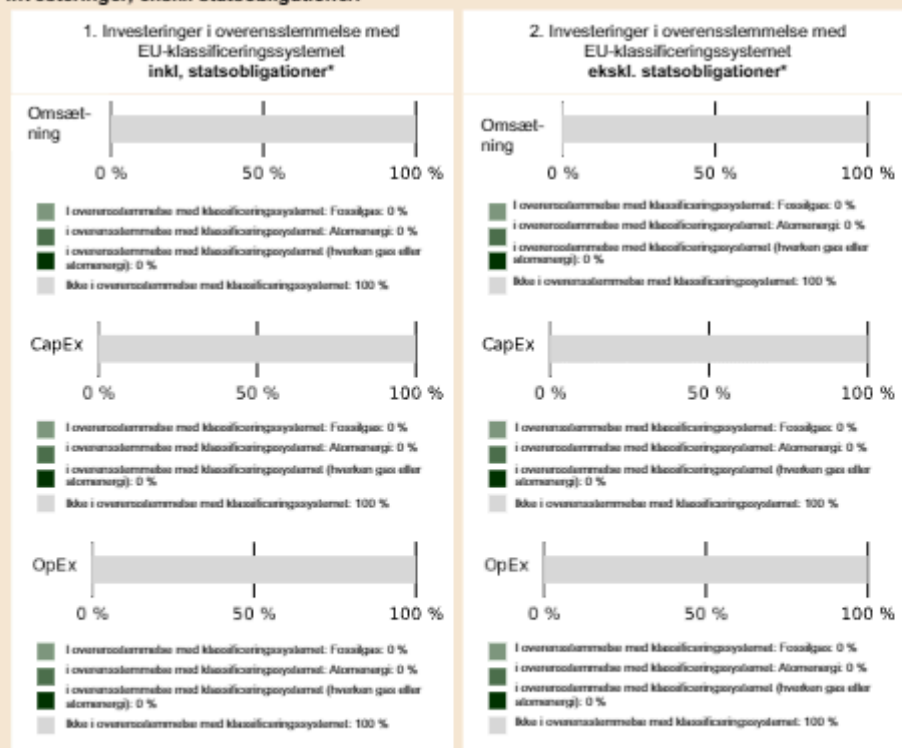 investeringer, ekskl. statsobligationer.
1. Investeringer i overensstemmelse med
EU-klassificeringssystemet
inkl, statsobligationer*
Omsæt-
ning
0 %
50 %
100 %
I overensstemmelse med klassificeringssystemet: Fossilgas: 0 %
i overensstemmelse med klassificeringssystemet: Atomenergi: 0 %
i overensstemmelse med klassificeringssystemet (hverken gas eller
atomenergi): 0 %
Ikke i overensstemmelse med klassificeringssystemet: 100 %
CapEx
0 %
50 %
100 %
I overensstemmelse med klassificeringssystemet: Fossilgas: 0 %
i overensstemmelse med klassificeringssystemet: Atomenergi: 0 %
i overensstemmelse med klassificeringssystemet (hverken gas eller
atomenergi): 0 %
Ikke i overensstemmelse med klassificeringssystemet: 100 %
OpEx
0 %
50 %
100 %
I overensstemmelse med klassificeringssystemet: Fossilgas: 0 %
i overensstemmelse med klassificeringssystemet: Atomenergi: 0 %
i overensstemmelse med klassificeringssystemet (hverken gas eller
atomenergi): 0 %
Ikke i overensstemmelse med klassificeringssystemet: 100 %
2. Investeringer i overensstemmelse med
EU-klassificeringssystemet
ekskl. statsobligationer*
Omsæt-
ning
0 %
50 %
100 %
I overensstemmelse med klassificeringssystemet: Fossilgas: 0 %
i overensstemmelse med klassificeringssystemet: Atomenergi: 0 %
i overensstemmelse med klassificeringssystemet (hverken gas eller
atomenergi): 0 %
Ikke i overensstemmelse med klassificeringssystemet: 100 %
CapEx
0 %
50 %
100 %
I overensstemmelse med klassificeringssystemet: Fossilgas: 0 %
i overensstemmelse med klassificeringssystemet: Atomenergi: 0 %
i overensstemmelse med klassificeringssystemet (hverken gas eller
atomenergi): 0 %
Ikke i overensstemmelse med klassificeringssystemet: 100 %
OpEx
0 %
50 %
100 %
I overensstemmelse med klassificeringssystemet: Fossilgas: 0 %
i overensstemmelse med klassificeringssystemet: Atomenergi: 0 %
i overensstemmelse med klassificeringssystemet (hverken gas eller
atomenergi): 0 %
Ikke i overensstemmelse med klassificeringssystemet: 100 %